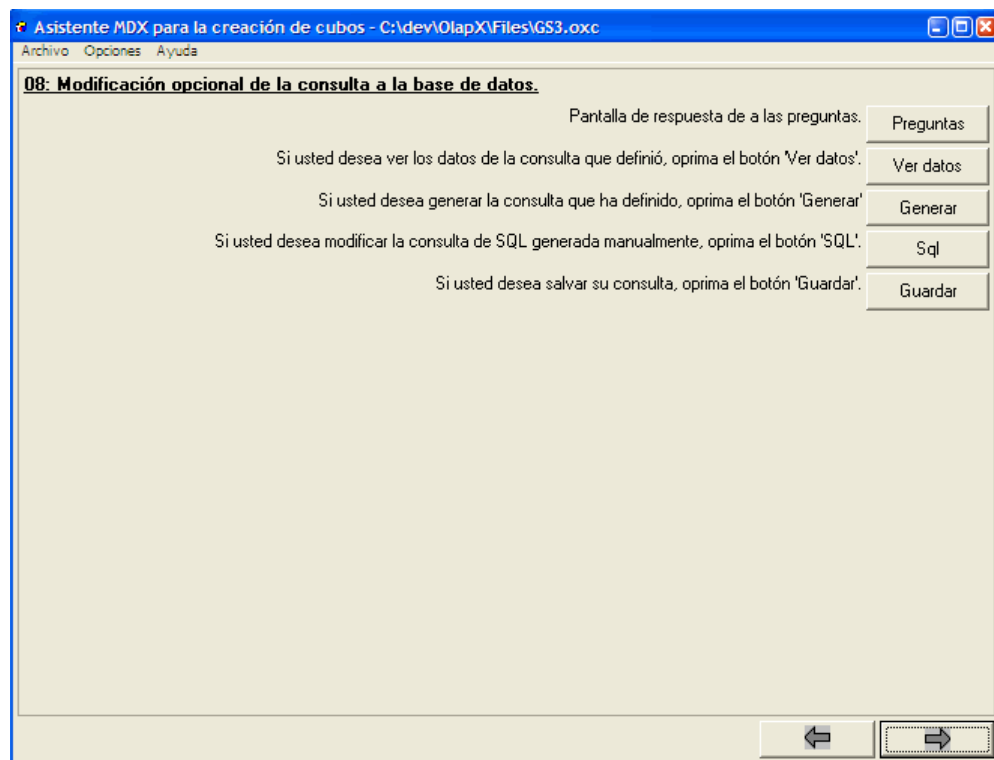 Asistente MDX para la creación de cubos - C:\dev\OlapX\Files\GS3.oxc
Archivo Opciones Ayuda
08: Modificación opcional de la consulta a la base de datos.
Pantalla de respuesta de a las preguntas. Preguntas
Si usted desea ver los datos de la consulta que definió, oprima el botón 'Ver datos'. Ver datos
Si usted desea generar la consulta que ha definido, oprima el botón 'Generar' Generar
Si usted desea modificar la consulta de SQL generada manualmente, oprima el botón 'SQL'. Sql
Si usted desea salvar su consulta, oprima el botón 'Guardar'. Guardar